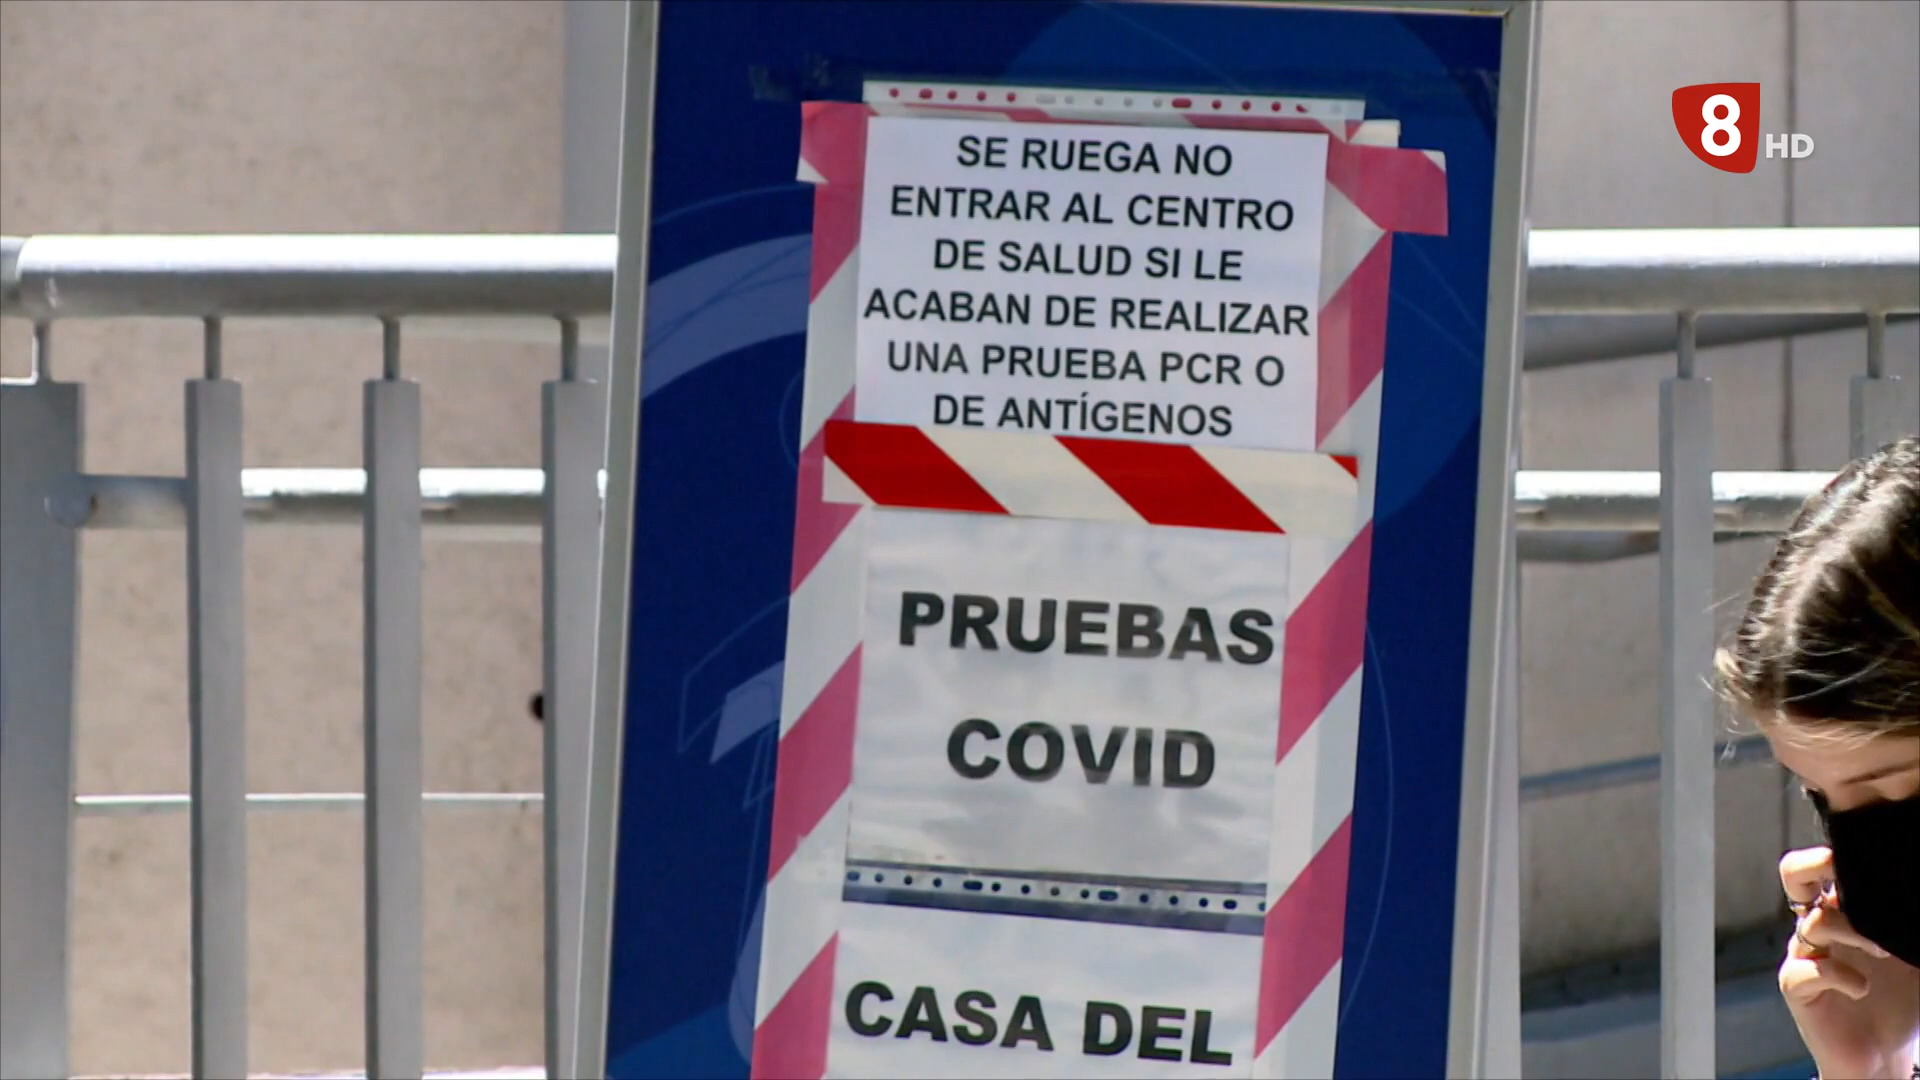 8 HD
SE RUEGA NO
ENTRAR AL CENTRO
DE SALUD SI LE
ACABAN DE REALIZAR
UNA PRUEBA PCR O
DE ANTÍGENOS
PRUEBAS
COVID
CASA DEL